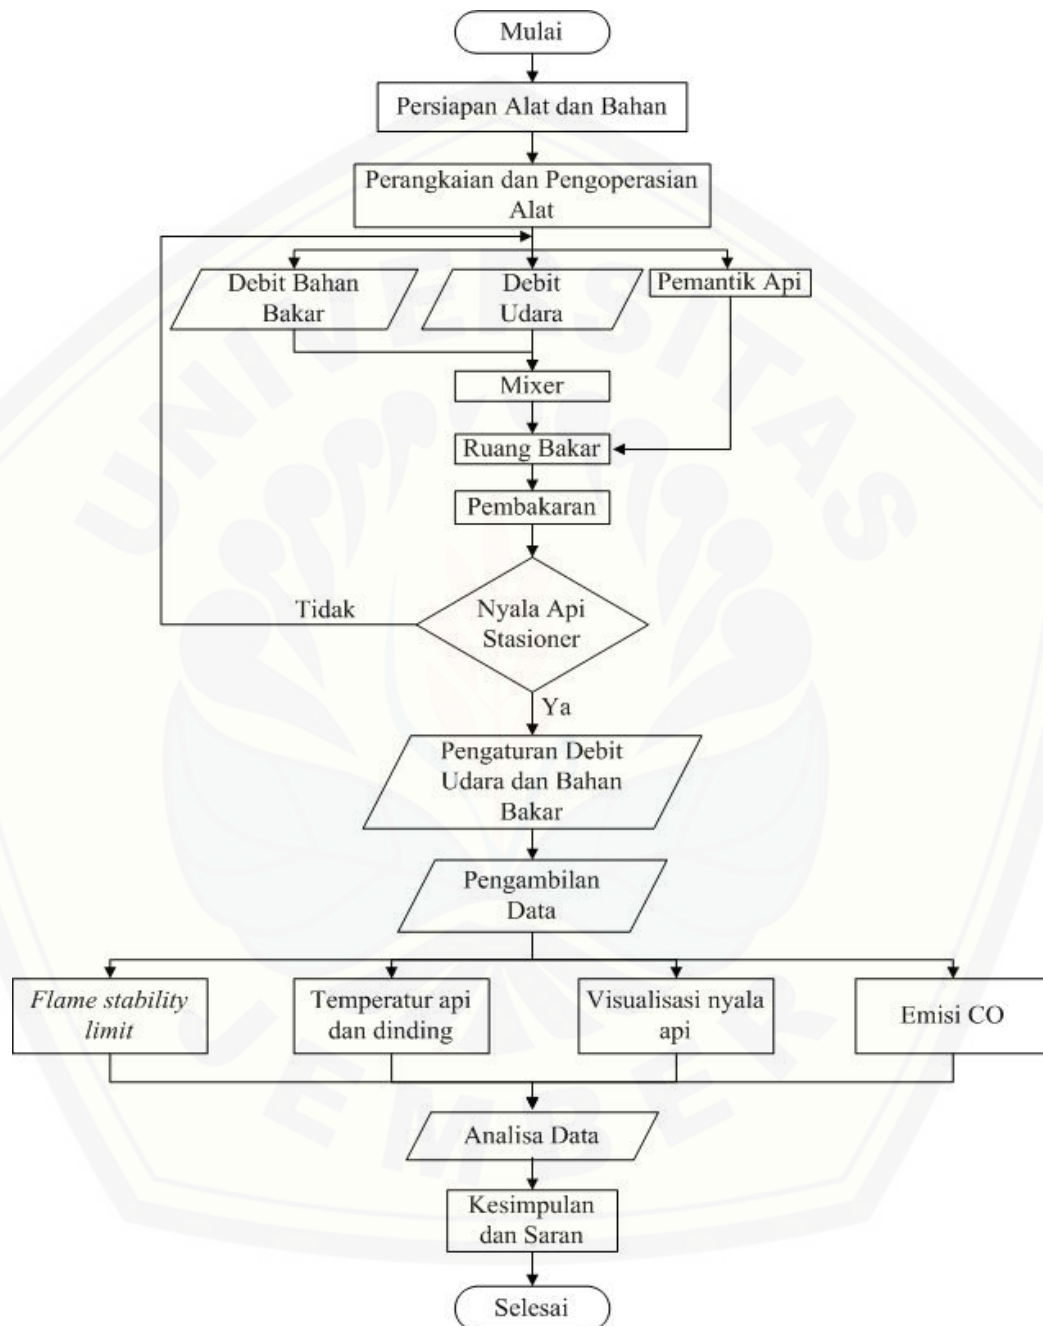 Mulai
Persiapan Alat dan Bahan
Perangkaian dan Pengoperasian
Alat
Debit Bahan
Bakar
Debit
Udara
Pemantik Api
Mixer
Ruang Bakar
Pembakaran
Nyala Api
Stasioner
Tidak
Ya
Pengaturan Debit
Udara dan Bahan
Bakar
Pengambilan
Data
Flame stability
limit
Temperatur api
dan dinding
Visualisasi nyala
api
Emisi CO
Analisa Data
Kesimpulan
dan Saran
Selesai
UNIVERSITAS
JEMBER